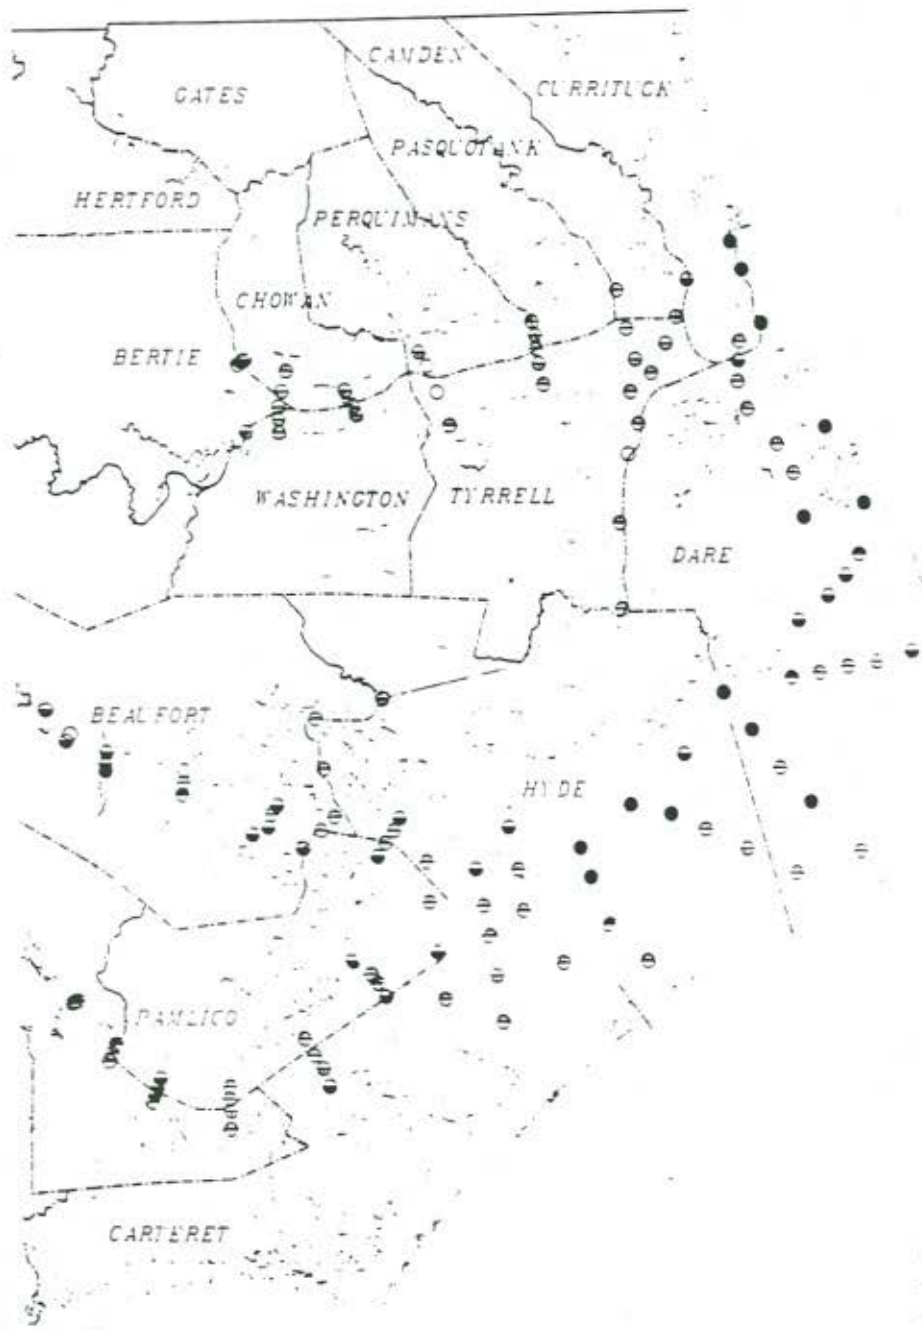 CAMDEN
GATES
CURRITUCK
PASQUOTANK
HERTFORD
PERQUIMANS
CHOWAN
BERTIE
WASHINGTON
TYRRELL
DARE
BEAUFORT
HYDE
PAMLICO
CARTERET